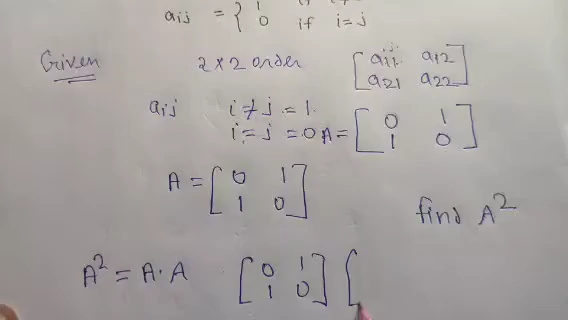 aij = { 1 if i≠j
0 if i=j
Given 2×2 order [a11 a12
a21 a22]
aij i≠j = 1
i=j = 0 A = [0 1
1 0]
A = [0 1
1 0]
find A²
A² = A·A [0 1
1 0] [